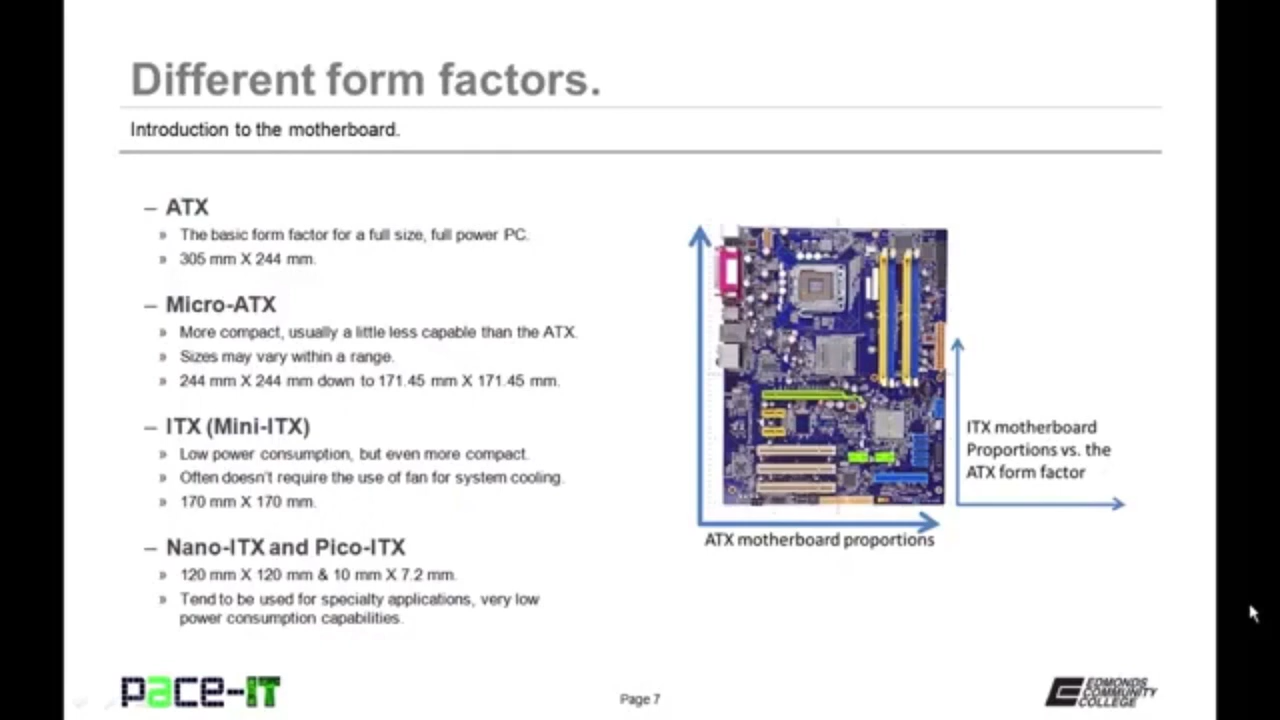 Different form factors.
Introduction to the motherboard.
– ATX
» The basic form factor for a full size, full power PC.
» 305 mm X 244 mm.
– Micro-ATX
» More compact, usually a little less capable than the ATX.
» Sizes may vary within a range.
» 244 mm X 244 mm down to 171.45 mm X 171.45 mm.
– ITX (Mini-ITX)
» Low power consumption, but even more compact.
» Often doesn't require the use of fan for system cooling.
» 170 mm X 170 mm.
– Nano-ITX and Pico-ITX
» 120 mm X 120 mm & 10 mm X 7.2 mm.
» Tend to be used for specialty applications, very low
power consumption capabilities.
ITX motherboard
Proportions vs. the
ATX form factor
ATX motherboard proportions
pace-IT
Page 7
EDMONDS
COMMUNITY
COLLEGE